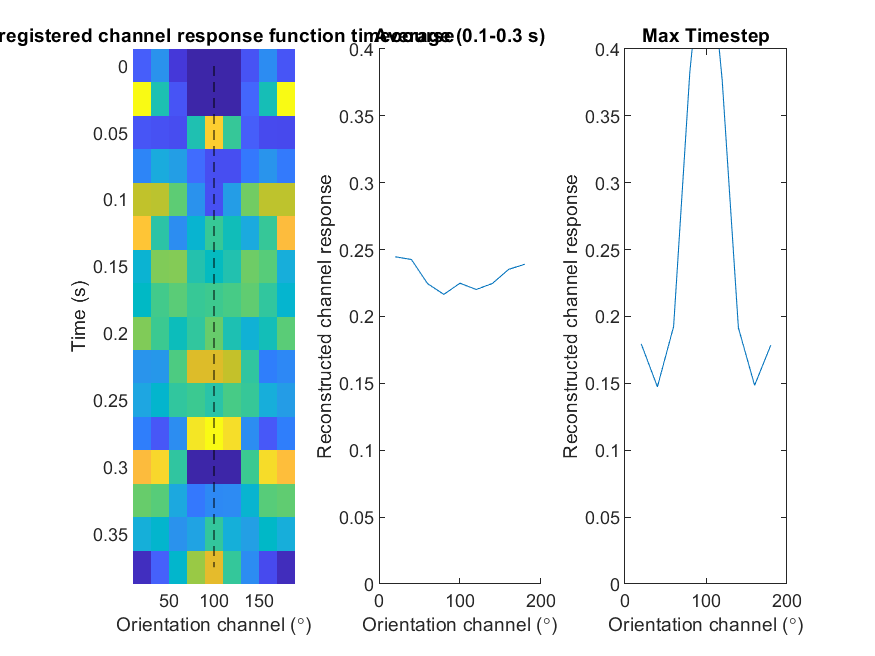 registered channel response function timecourse
Average (0.1-0.3 s)
Max Timestep
0
0.05
0.1
0.15
0.2
0.25
0.3
0.35
Time (s)
50 100 150
Orientation channel (°)
0.4
0.35
0.3
0.25
0.2
0.15
0.1
0.05
0
Reconstructed channel response
0 100 200
Orientation channel (°)
0.4
0.35
0.3
0.25
0.2
0.15
0.1
0.05
0
Reconstructed channel response
0 100 200
Orientation channel (°)